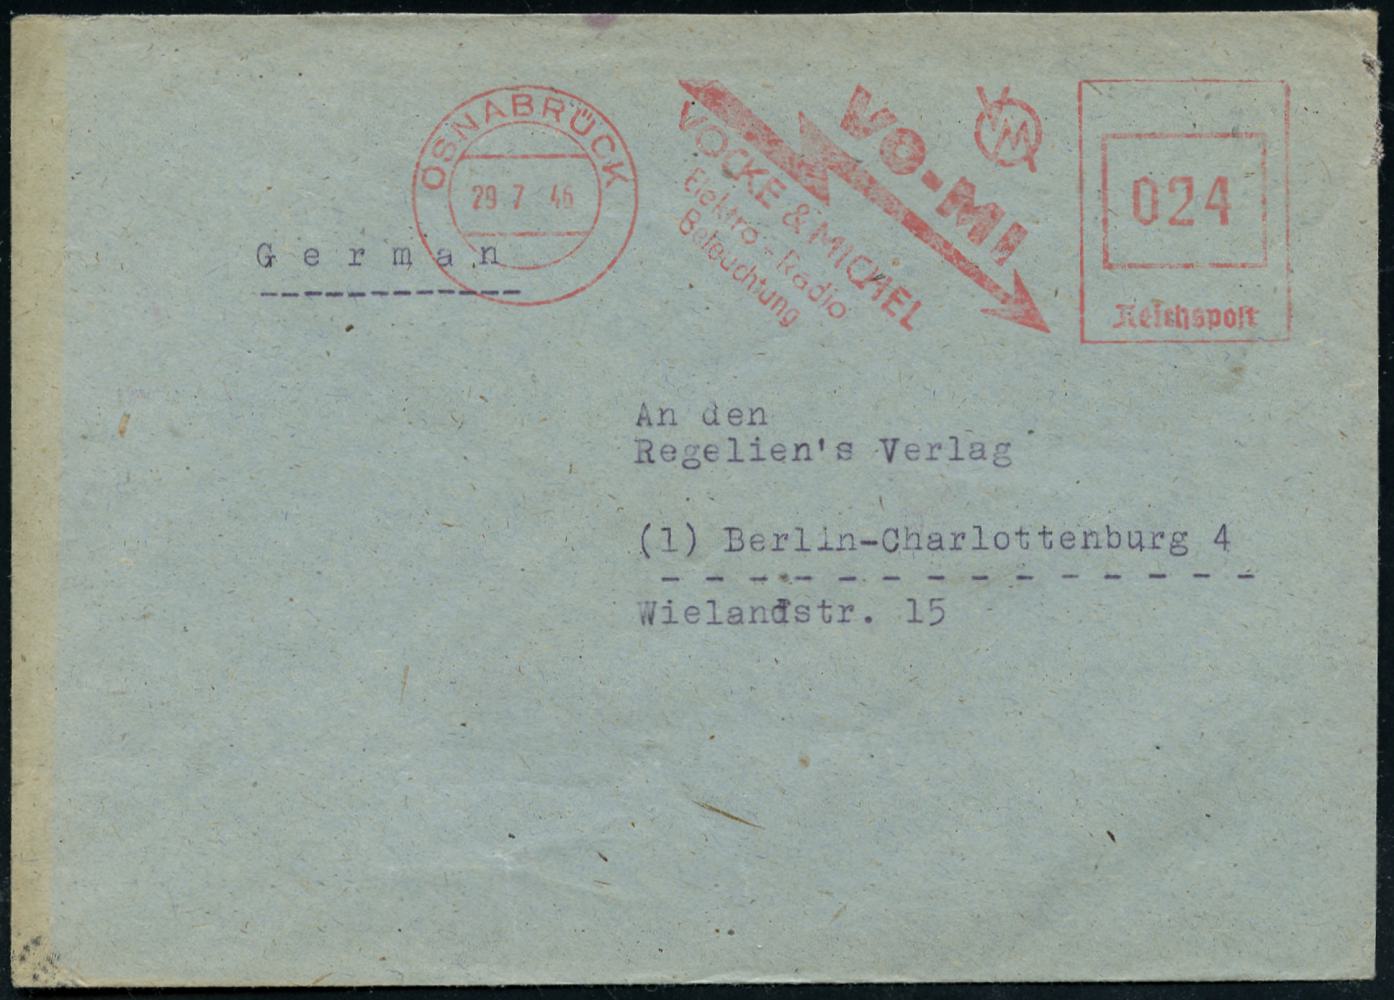 OSNABRÜCK
29 7 46
VO-MI
VM
VOCKE & MICHEL
Elektro-Radio
Beleuchtung
024
Reichspost
German
An den
Regelien's Verlag
(1) Berlin-Charlottenburg 4
Wielandstr. 15